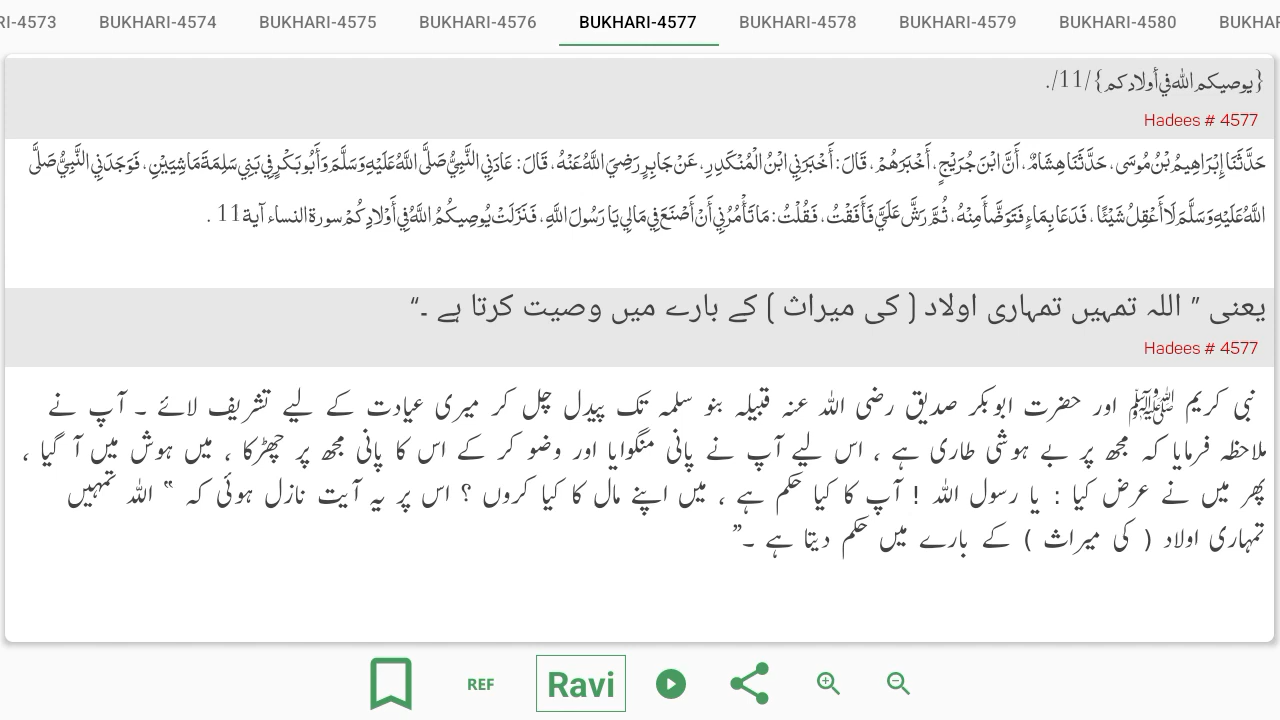 RI-4573 BUKHARI-4574 BUKHARI-4575 BUKHARI-4576 BUKHARI-4577 BUKHARI-4578 BUKHARI-4579 BUKHARI-4580 BUKHAR
{يوصيكم الله في أولادكم}/11/.
Hadees # 4577
حَدَّثَنَا إِبْرَاهِيمُ بْنُ مُوسَى، حَدَّثَنَا هِشَامٌ، أَنَّ ابْنَ جُرَيْجٍ، أَخْبَرَهُمْ، قَالَ: أَخْبَرَنِي ابْنُ الْمُنْكَدِرِ، عَنْ جَابِرٍ رَضِيَ اللَّهُ عَنْهُ، قَالَ: عَادَنِي النَّبِيُّ صَلَّى اللَّهُ عَلَيْهِ وَسَلَّمَ وَأَبُو بَكْرٍ فِي بَنِي سَلِمَةَ مَاشِيَيْنِ، فَوَجَدَنِي النَّبِيُّ صَلَّى
اللَّهُ عَلَيْهِ وَسَلَّمَ لَا أَعْقِلُ شَيْئًا، فَدَعَا بِمَاءٍ فَتَوَضَّأَ مِنْهُ، ثُمَّ رَشَّ عَلَيَّ فَأَفَقْتُ، فَقُلْتُ: مَا تَأْمُرُنِي أَنْ أَصْنَعَ فِي مَالِي يَا رَسُولَ اللَّهِ، فَنَزَلَتْ يُوصِيكُمُ اللَّهُ فِي أَوْلادِكُمْ سورة النساء آية 11 .
یعنی ” اللہ تمہیں تمہاری اولاد ( کی میراث ) کے بارے میں وصیت کرتا ہے ۔“
Hadees # 4577
نبی کریم ﷺ اور حضرت ابوبکر صدیق رضی اللہ عنہ قبیلہ بنو سلمہ تک پیدل چل کر میری عیادت کے لیے تشریف لائے ۔ آپ نے
ملاحظہ فرمایا کہ مجھ پر بے ہوشی طاری ہے ، اس لیے آپ نے پانی منگوایا اور وضو کر کے اس کا پانی مجھ پر چھڑکا ، میں ہوش میں آ گیا ،
پھر میں نے عرض کیا : یا رسول اللہ ! آپ کا کیا حکم ہے ، میں اپنے مال کا کیا کروں ؟ اس پر یہ آیت نازل ہوئی کہ ” اللہ تمہیں
تمہاری اولاد ( کی میراث ) کے بارے میں حکم دیتا ہے ۔“
REF Ravi